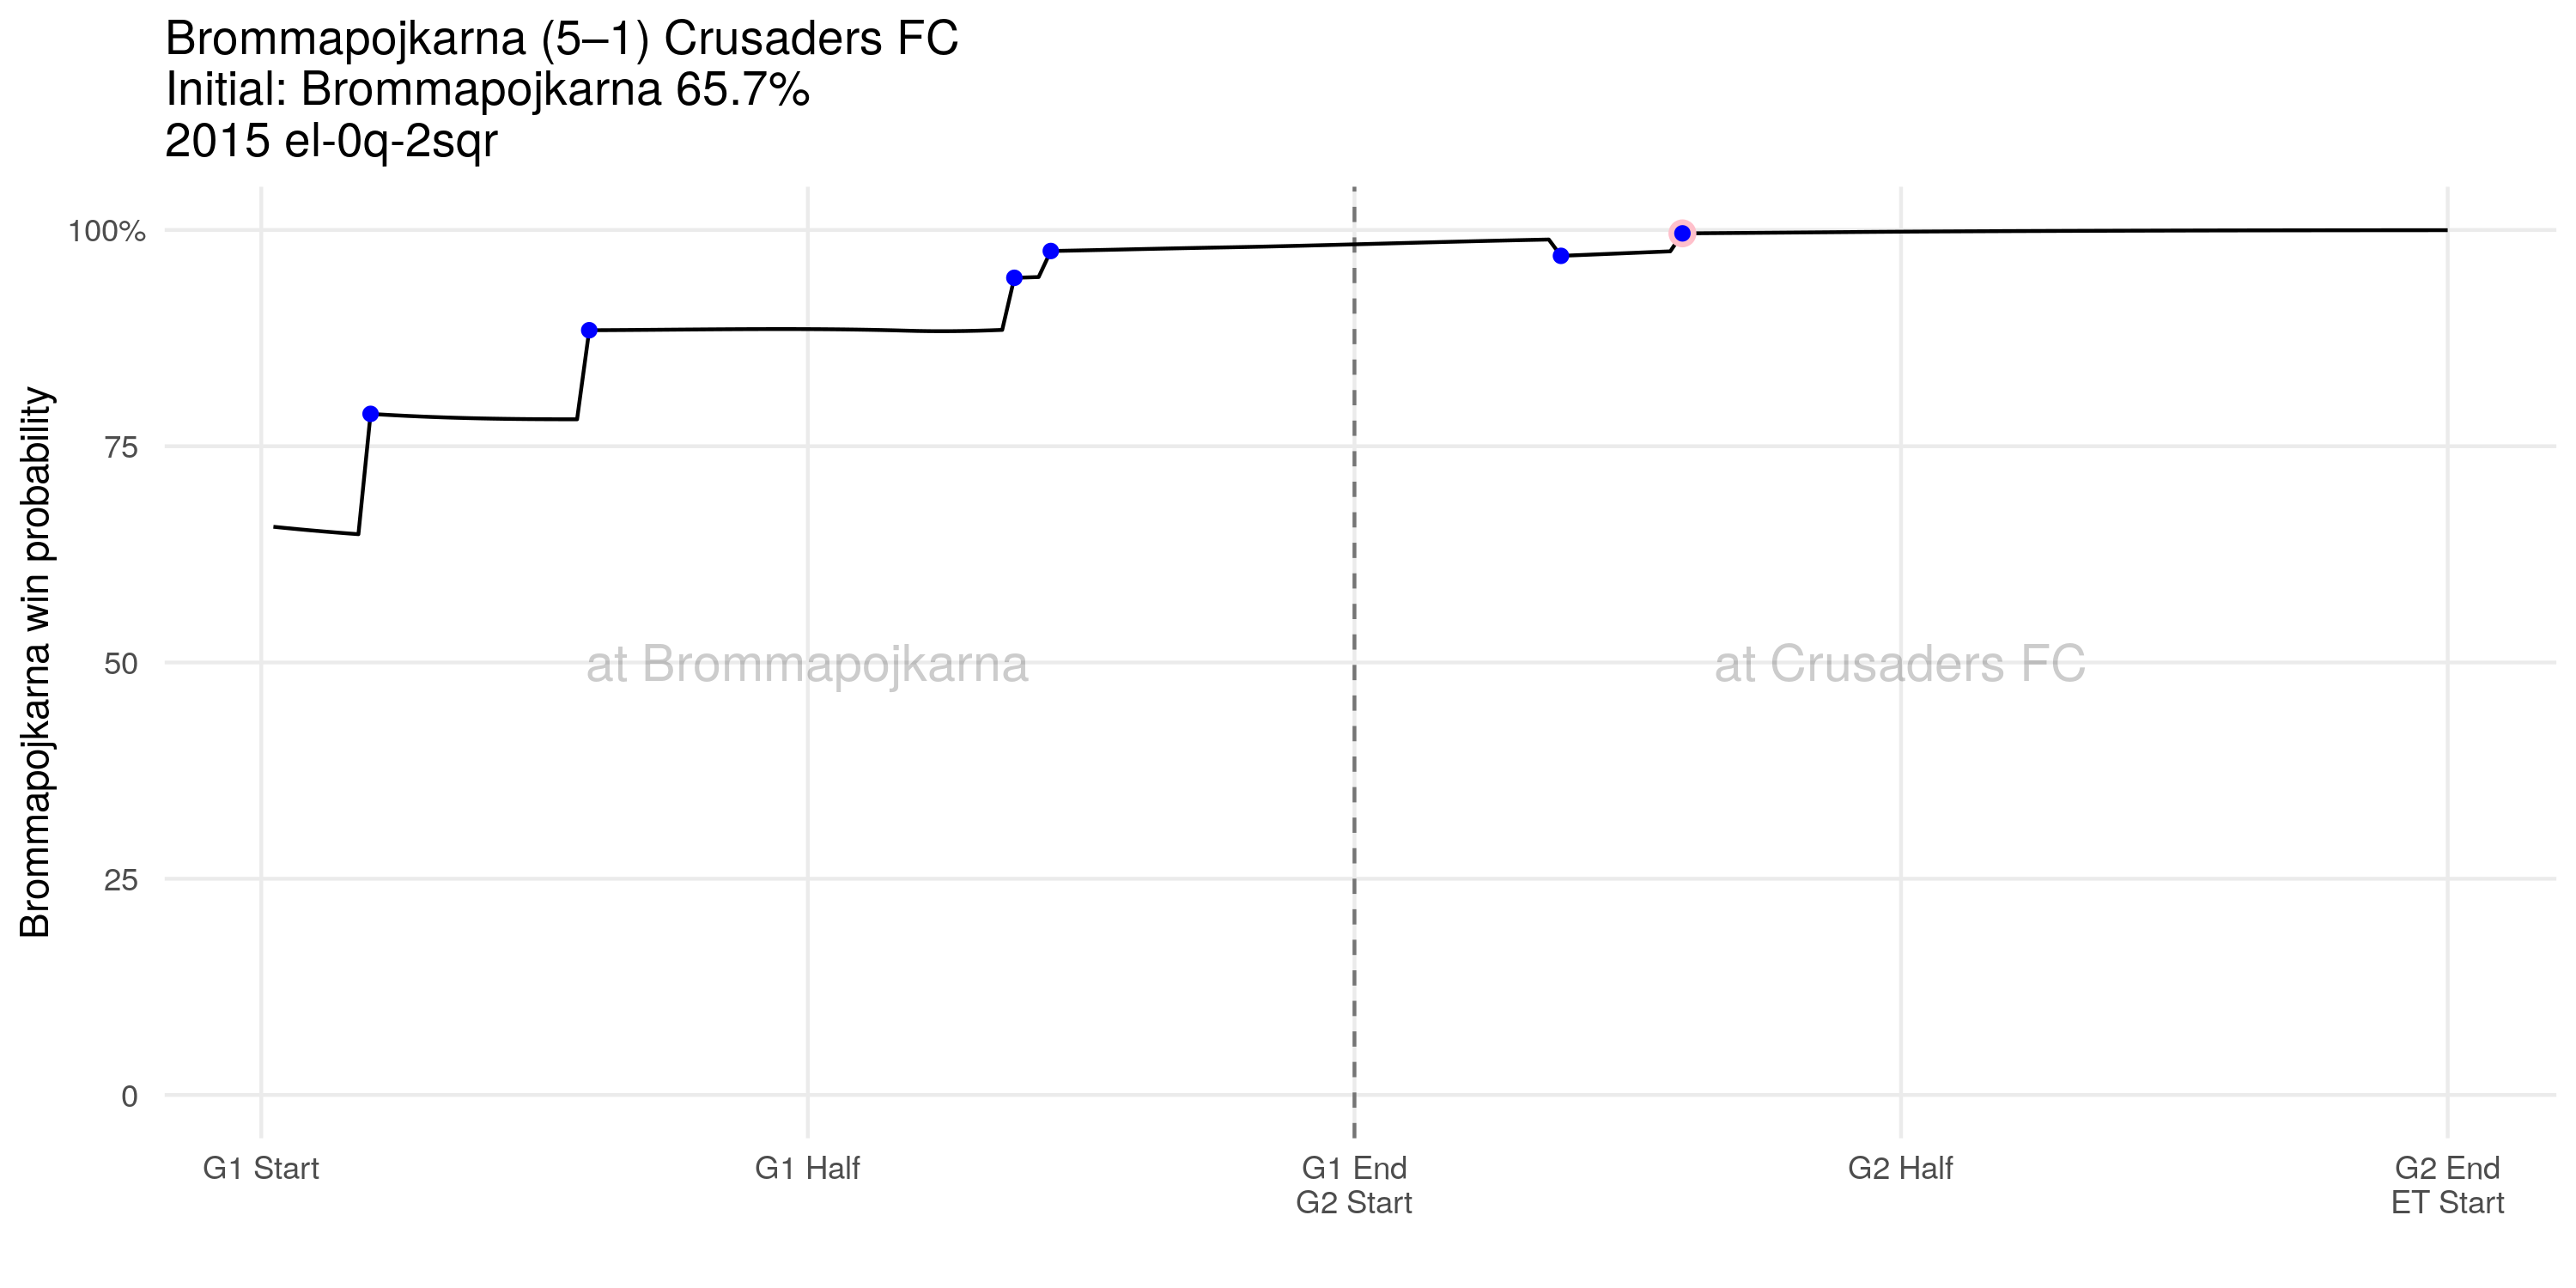 Brommapojkarna (5–1) Crusaders FC
Initial: Brommapojkarna 65.7%
2015 el-0q-2sqr
Brommapojkarna win probability
100%
75
50
25
0
at Brommapojkarna
at Crusaders FC
G1 Start
G1 Half
G1 End
G2 Start
G2 Half
G2 End
ET Start